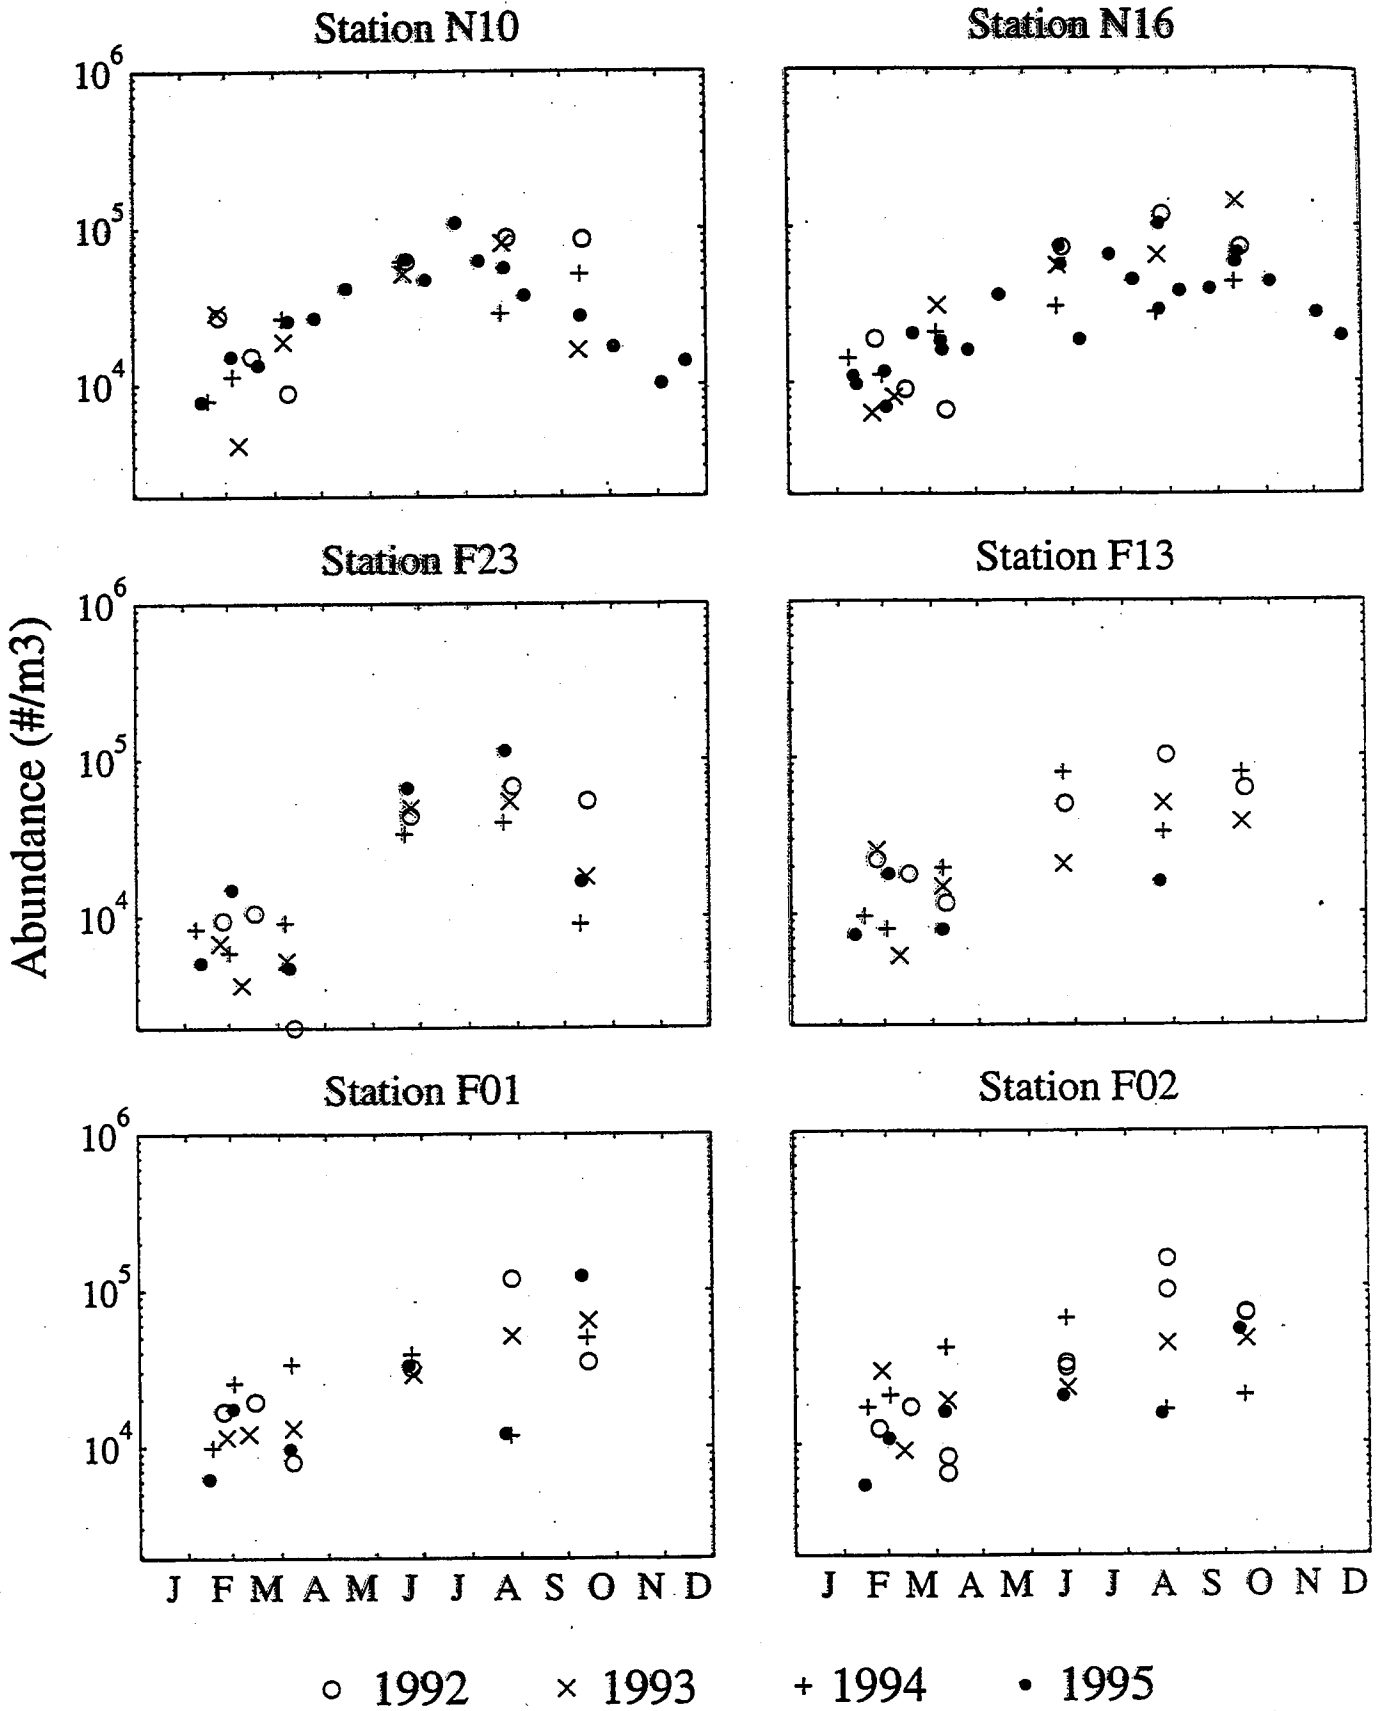 Station N10
Station N16
10^6
10^5
10^4
Station F23
Station F13
10^6
10^5
10^4
Abundance (#/m3)
Station F01
Station F02
10^6
10^5
10^4
J F M A M J J A S O N D
J F M A M J J A S O N D
○ 1992 × 1993 + 1994 • 1995